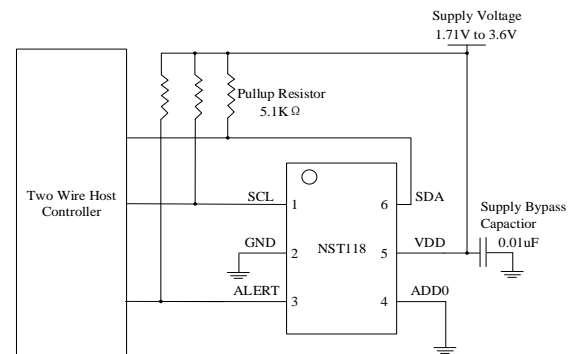 Supply Voltage
1.71V to 3.6V
Pullup Resistor
5.1KΩ
Two Wire Host
Controller
SCL
1
6
SDA
Supply Bypass
Capactior
0.01uF
GND
2
NST118
5
VDD
ALERT
3
4
ADD0